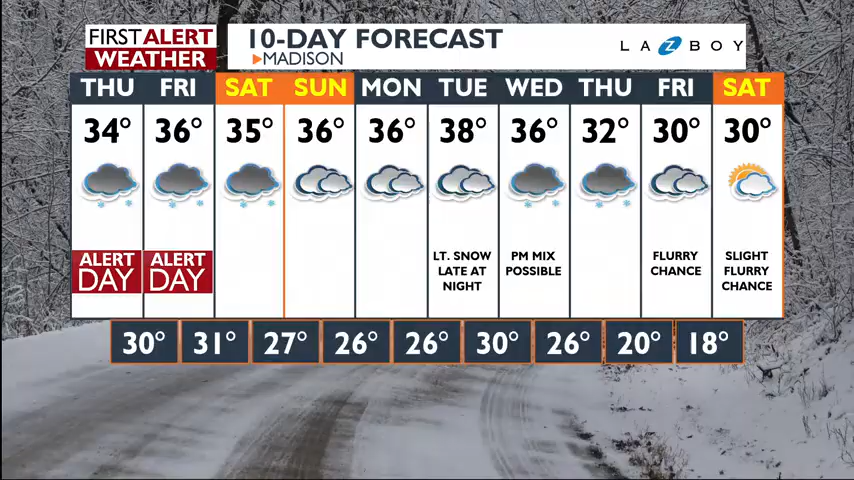 FIRST ALERT
WEATHER
10-DAY FORECAST
MADISON
LA Z BOY
THU FRI SAT SUN MON TUE WED THU FRI SAT
34° 36° 35° 36° 36° 38° 36° 32° 30° 30°
ALERT
DAY
ALERT
DAY
LT. SNOW
LATE AT
NIGHT
PM MIX
POSSIBLE
FLURRY
CHANCE
SLIGHT
FLURRY
CHANCE
30° 31° 27° 26° 26° 30° 26° 20° 18°